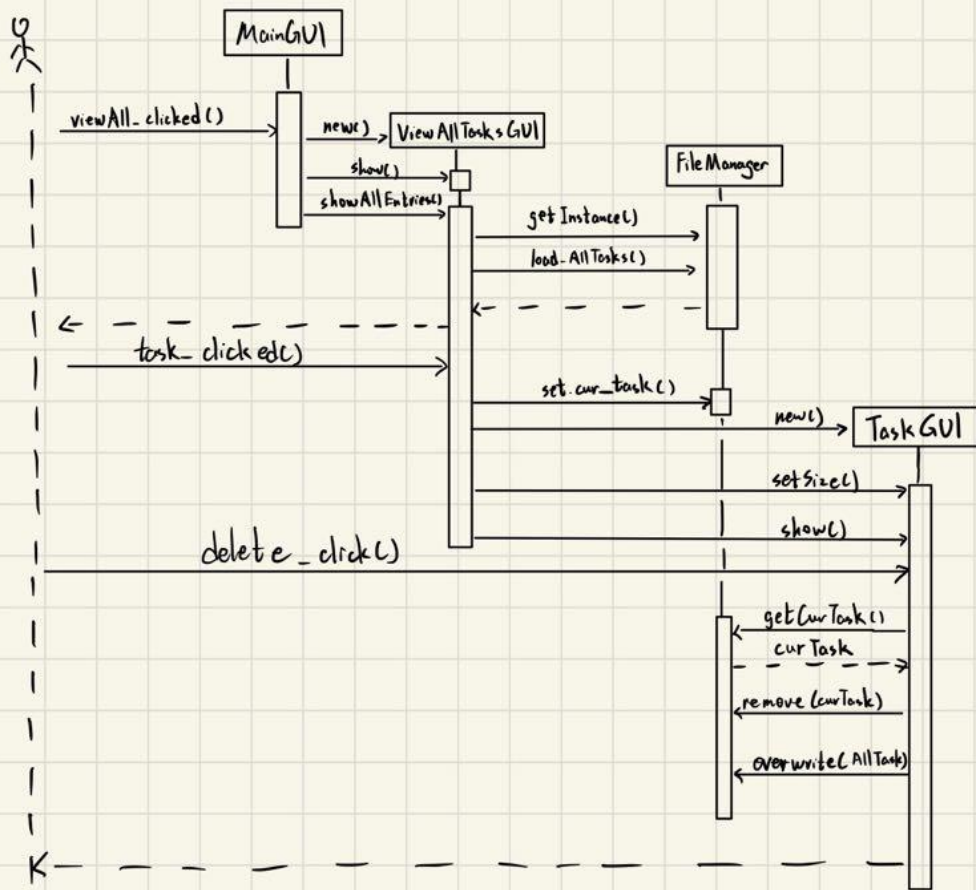 MainGUI
viewAll_clicked()
new()
ViewAllTasksGUI
show()
FileManager
showAllEntries()
getInstance()
load_AllTasks()
task_clicked()
set.cur_task()
new()
TaskGUI
setSize()
show()
delete_click()
getCurTask()
curTask
remove(curTask)
overwrite(AllTask)